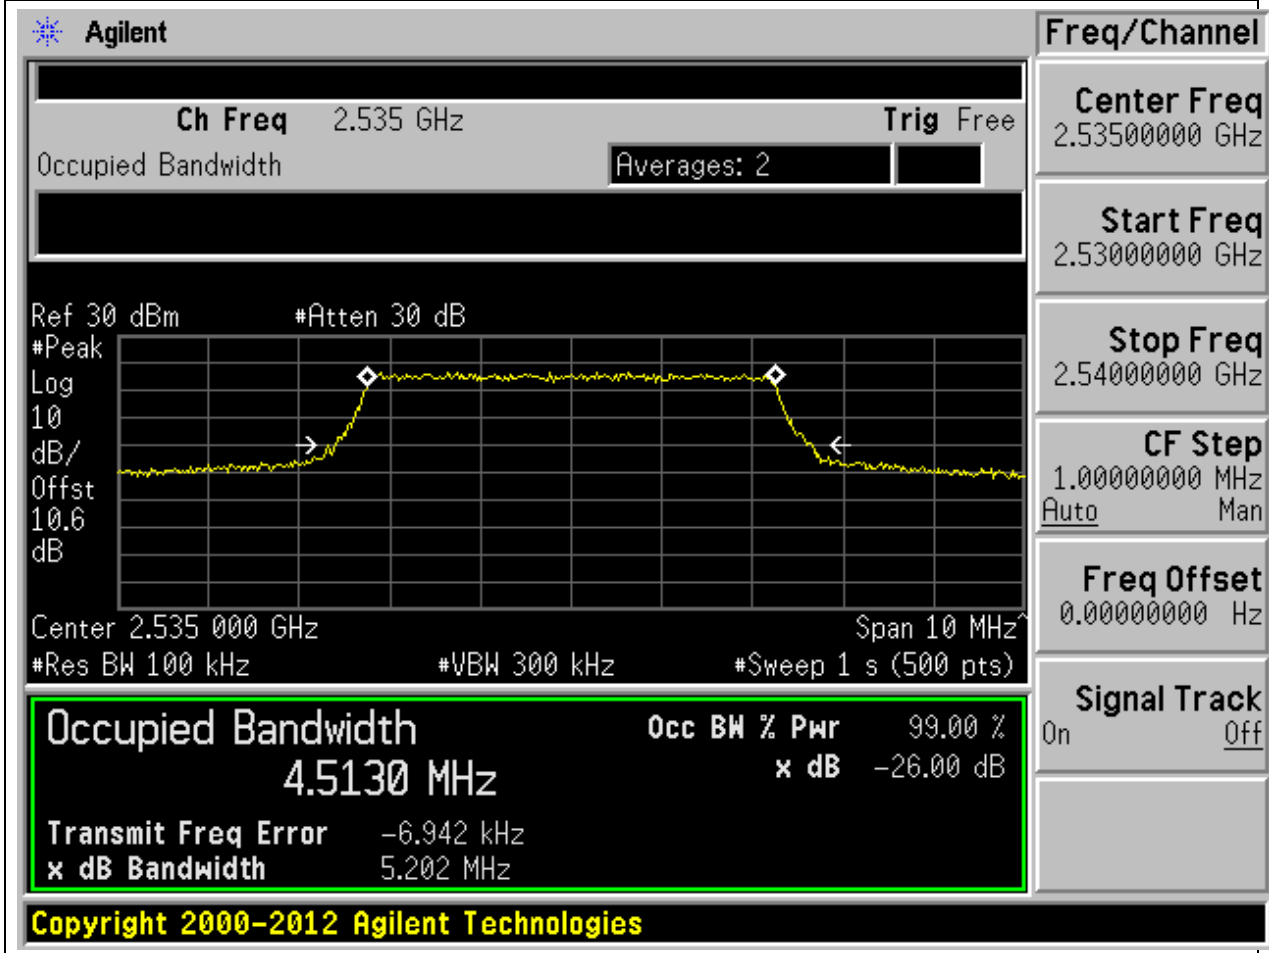 Agilent
Freq/Channel
Ch Freq 2.535 GHz Trig Free
Occupied Bandwidth Averages: 2
Center Freq
2.53500000 GHz
Start Freq
2.53000000 GHz
Stop Freq
2.54000000 GHz
CF Step
1.00000000 MHz
Auto Man
Freq Offset
0.00000000 Hz
Signal Track
On Off
Ref 30 dBm #Atten 30 dB
#Peak
Log
10
dB/
Offst
10.6
dB
Center 2.535 000 GHz Span 10 MHz^
#Res BW 100 kHz #VBW 300 kHz #Sweep 1 s (500 pts)
Occupied Bandwidth Occ BW % Pwr 99.00 %
4.5130 MHz x dB -26.00 dB
Transmit Freq Error -6.942 kHz
x dB Bandwidth 5.202 MHz
Copyright 2000-2012 Agilent Technologies